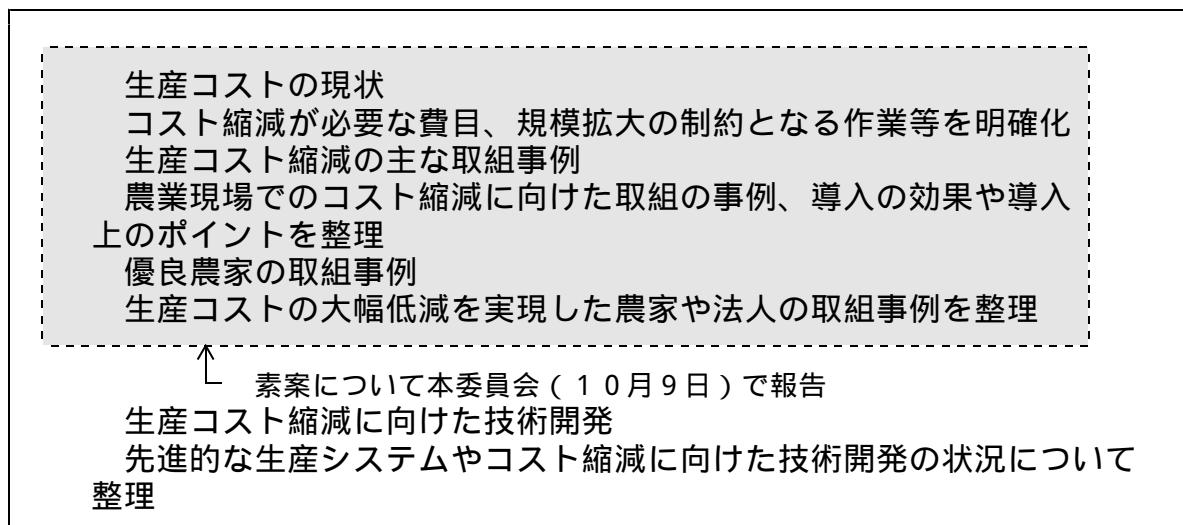 生産コストの現状
コスト縮減が必要な費目、規模拡大の制約となる作業等を明確化
生産コスト縮減の主な取組事例
農業現場でのコスト縮減に向けた取組の事例、導入の効果や導入
上のポイントを整理
優良農家の取組事例
生産コストの大幅低減を実現した農家や法人の取組事例を整理
素案について本委員会(10月9日)で報告
生産コスト縮減に向けた技術開発
先進的な生産システムやコスト縮減に向けた技術開発の状況について
整理